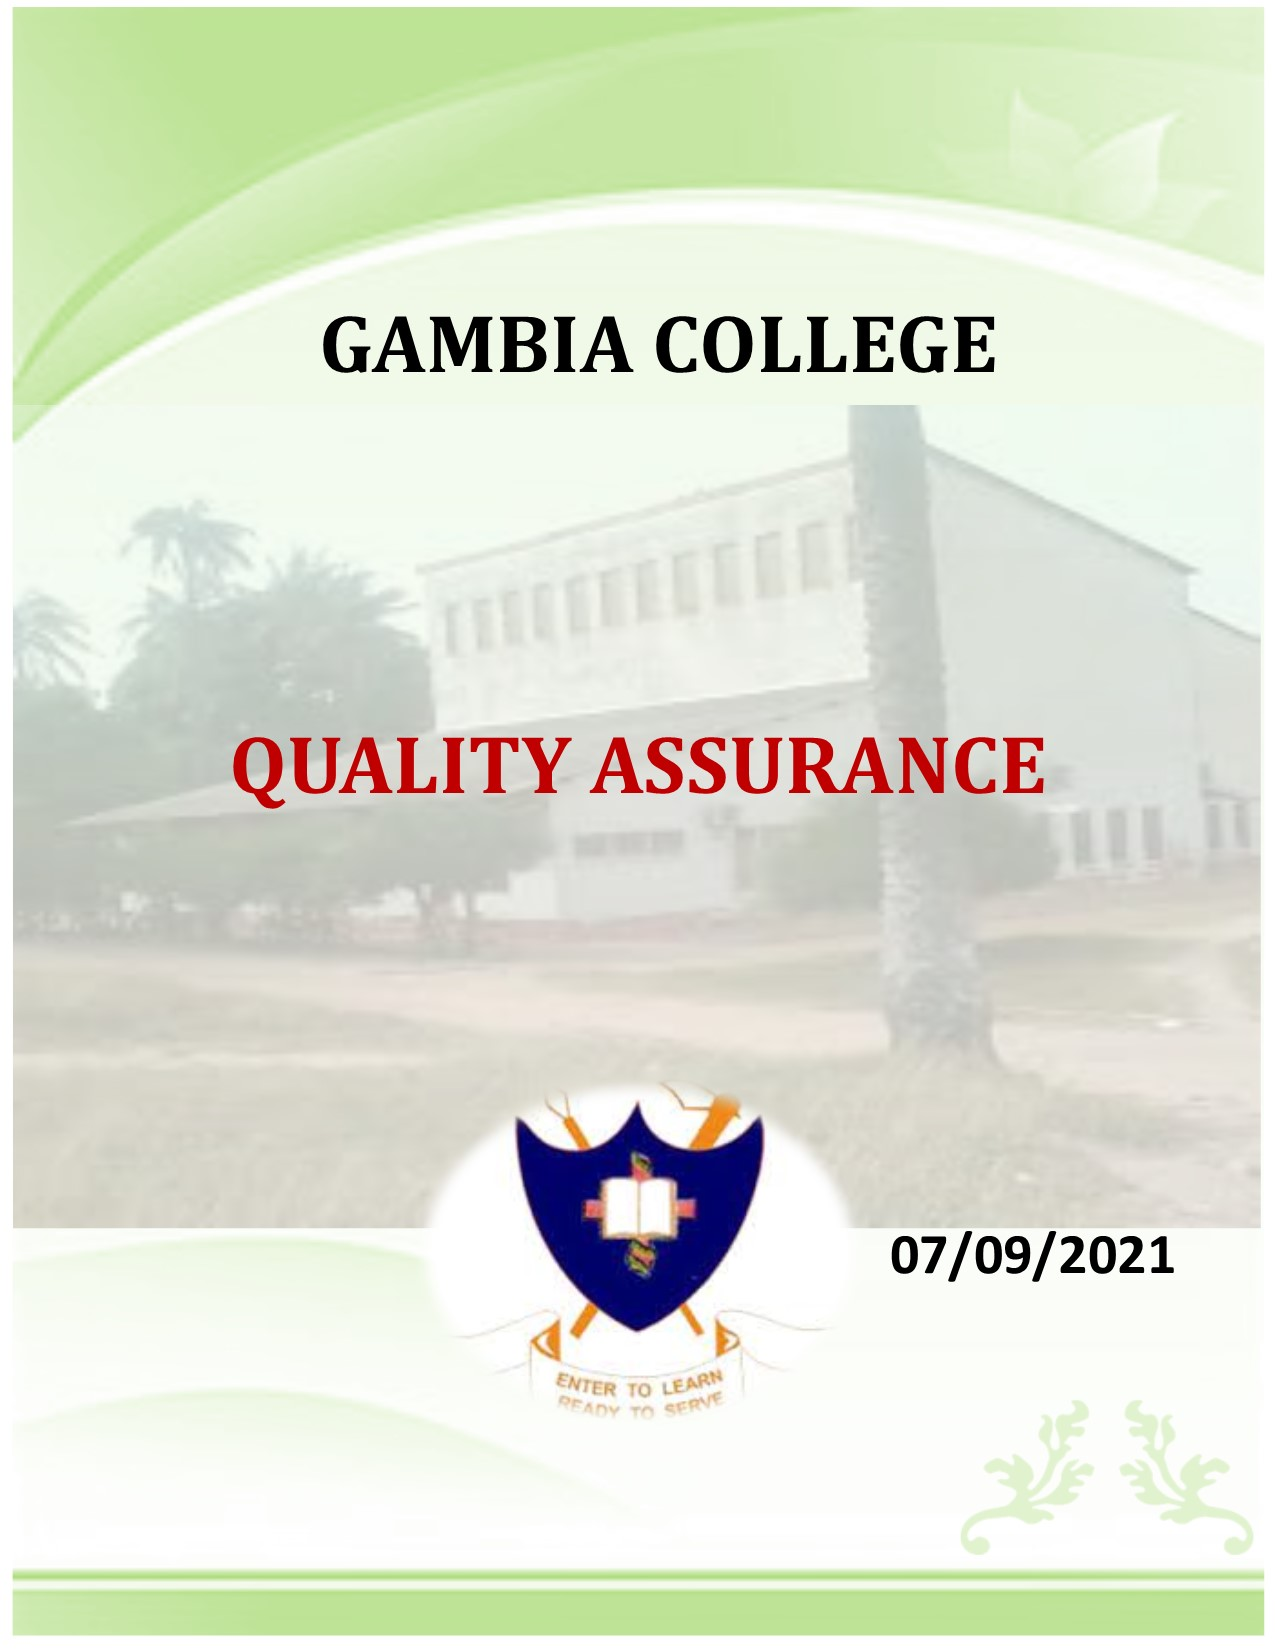 GAMBIA COLLEGE
QUALITY ASSURANCE
07/09/2021
ENTER TO LEARN
READY TO SERVE